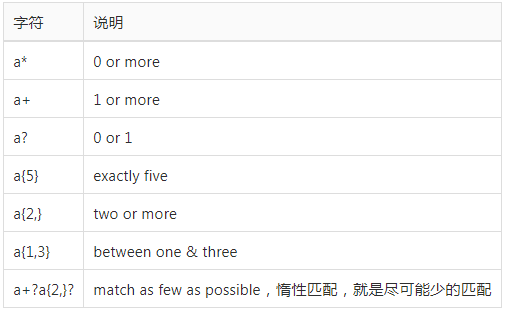 字符 说明
a* 0 or more
a+ 1 or more
a? 0 or 1
a{5} exactly five
a{2,} two or more
a{1,3} between one & three
a+?a{2,}? match as few as possible，惰性匹配，就是尽可能少的匹配